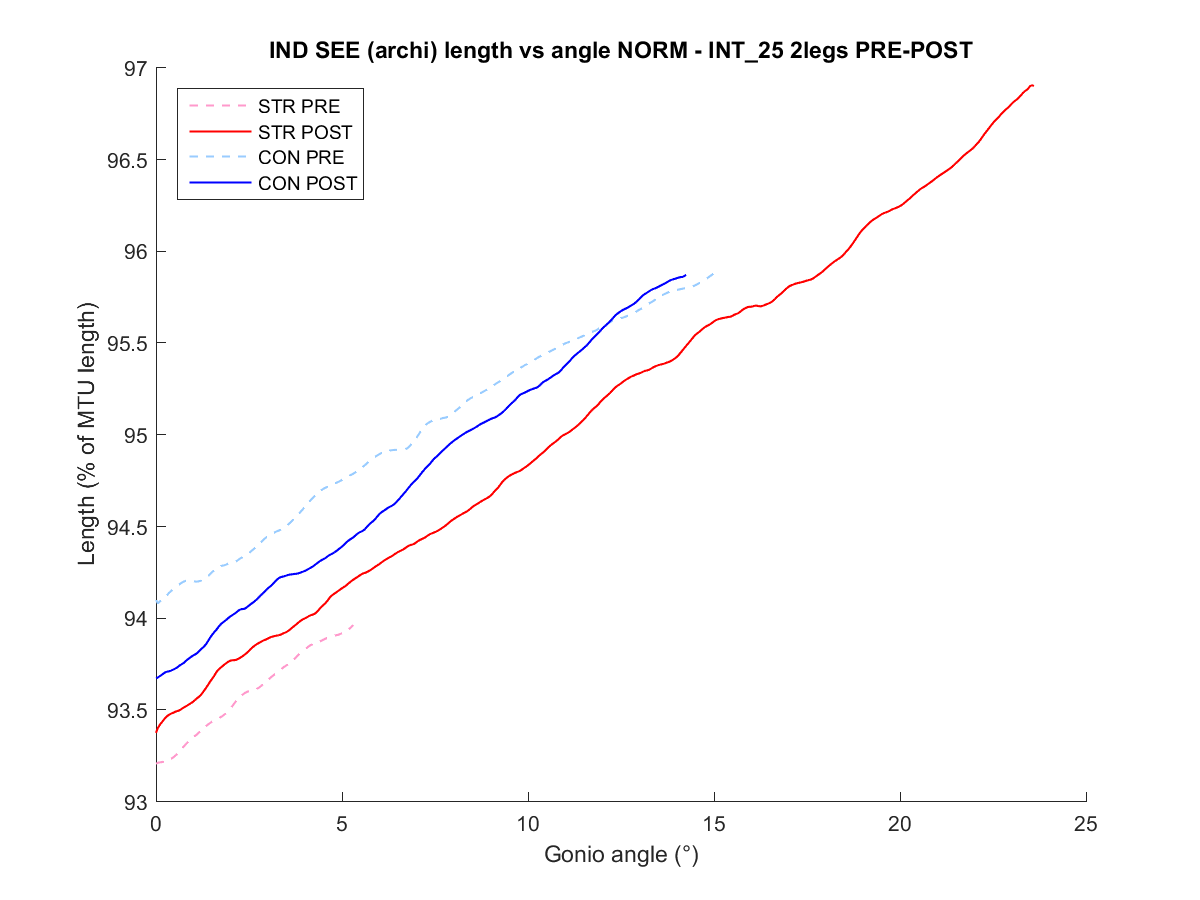 IND SEE (archi) length vs angle NORM - INT_25 2legs PRE-POST
STR PRE
STR POST
CON PRE
CON POST
Length (% of MTU length)
97
96.5
96
95.5
95
94.5
94
93.5
93
0 5 10 15 20 25
Gonio angle (°)